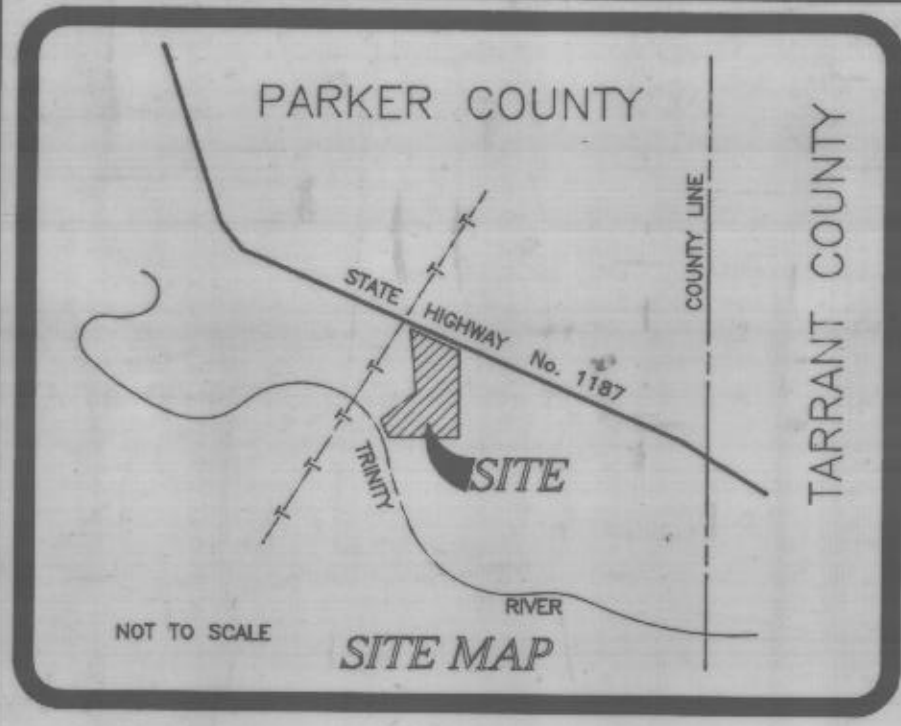 PARKER COUNTY
TARRANT COUNTY
COUNTY LINE
STATE HIGHWAY No. 1187
SITE
TRINITY
RIVER
NOT TO SCALE
SITE MAP